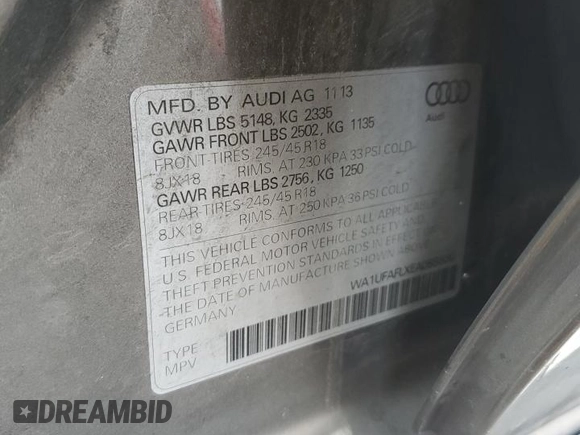 MFD. BY AUDI AG 11 13
GVWR LBS 5148, KG 2335
GAWR FRONT LBS 2502, KG 1135
FRONT-TIRES 245/45 R18
8JX18 RIMS, AT 230 KPA 33 PSI COLD
GAWR REAR LBS 2756, KG 1250
REAR-TIRES 245/45 R18
8JX18 RIMS, AT 250 KPA 36 PSI COLD
THIS VEHICLE CONFORMS TO ALL
U.S. FEDERAL MOTOR VEHICLE SAFETY AND
THEFT PREVENTION STANDARDS IN EFFECT ON
THE DATE OF MANUFACTURE SHOWN
GERMANY
TYPE
MPV
Audi
DREAMBID